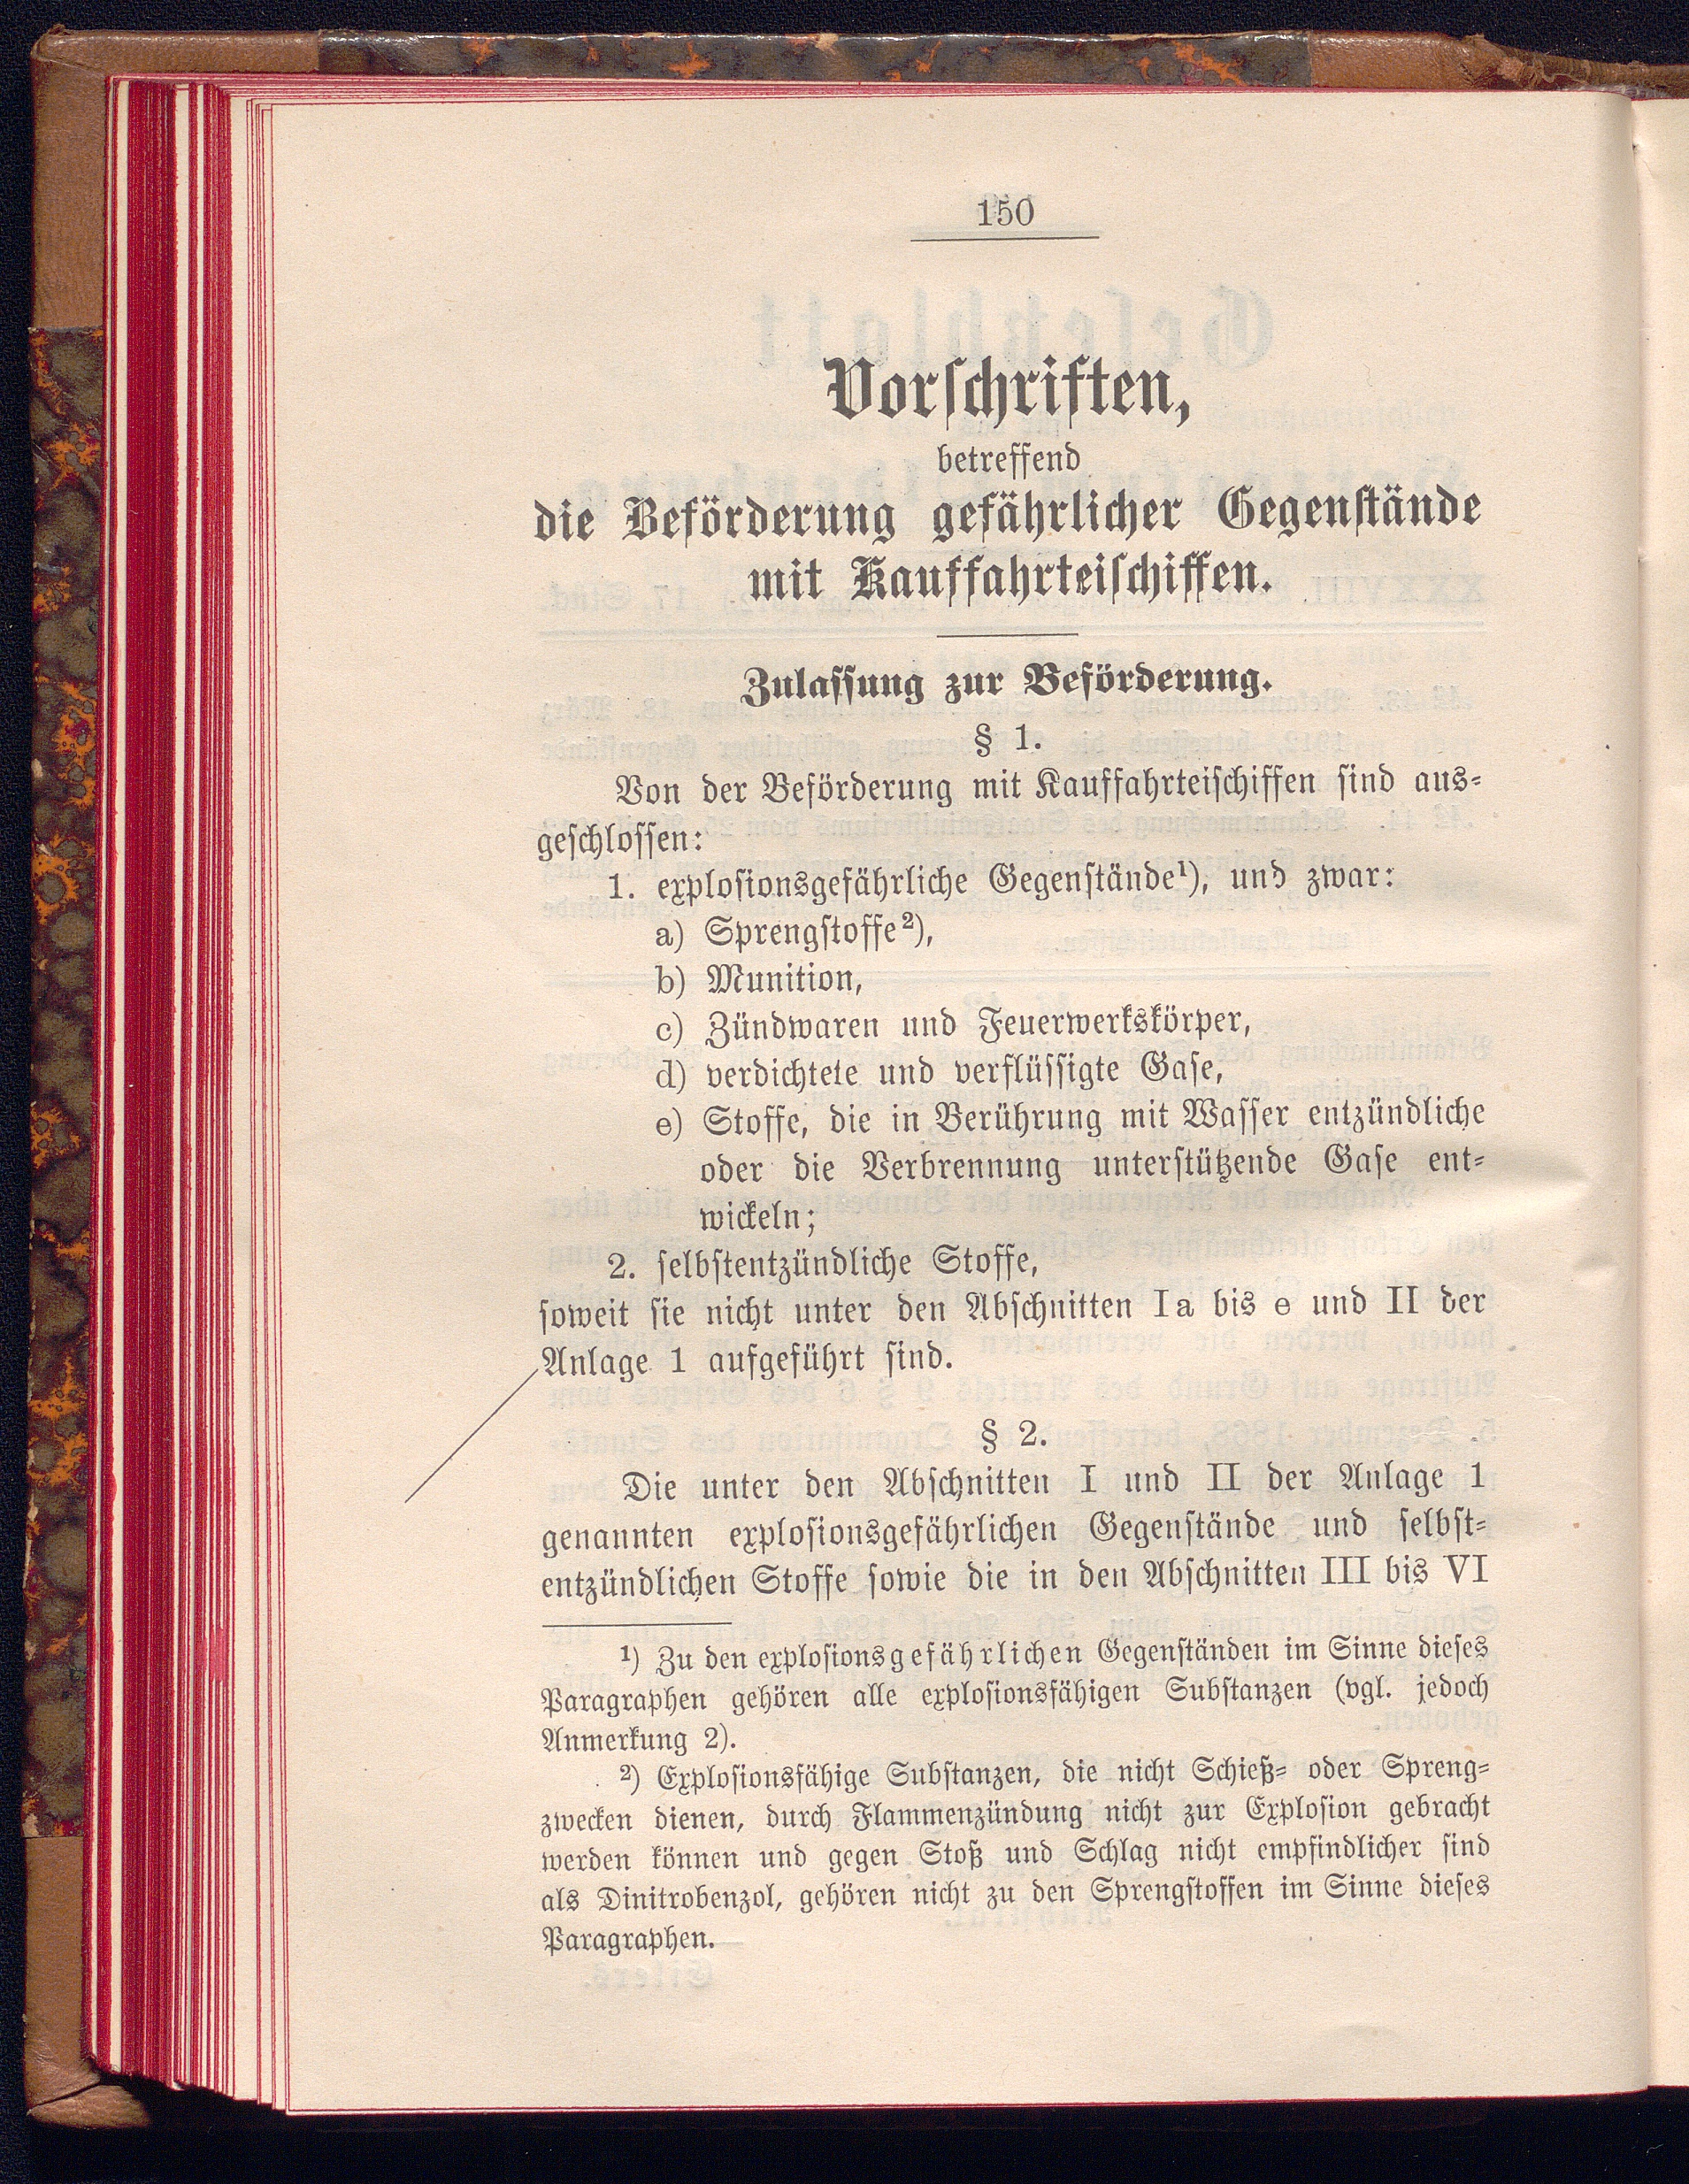 150
Vorschriften,
betreffend
die Beförderung gefährlicher Gegenstände
mit Kauffahrteischiffen.
Zulassung zur Beförderung.
§ 1.
Von der Beförderung mit Kauffahrteischiffen sind aus-
geschlossen:
1. explosionsgefährliche Gegenstände¹), und zwar:
a) Sprengstoffe²),
b) Munition,
c) Zündwaren und Feuerwerkskörper,
d) verdichtete und verflüssigte Gase,
e) Stoffe, die in Berührung mit Wasser entzündliche
oder die Verbrennung unterstützende Gase ent-
wickeln;
2. selbstentzündliche Stoffe,
soweit sie nicht unter den Abschnitten I a bis e und II der
Anlage 1 aufgeführt sind.
§ 2.
Die unter den Abschnitten I und II der Anlage 1
genannten explosionsgefährlichen Gegenstände und selbst-
entzündlichen Stoffe sowie die in den Abschnitten III bis VI
¹) Zu den explosionsgefährlichen Gegenständen im Sinne dieses
Paragraphen gehören alle explosionsfähigen Substanzen (vgl. jedoch
Anmerkung 2).
²) Explosionsfähige Substanzen, die nicht Schieß- oder Spreng-
zwecken dienen, durch Flammenzündung nicht zur Explosion gebracht
werden können und gegen Stoß und Schlag nicht empfindlicher sind
als Dinitrobenzol, gehören nicht zu den Sprengstoffen im Sinne dieses
Paragraphen.